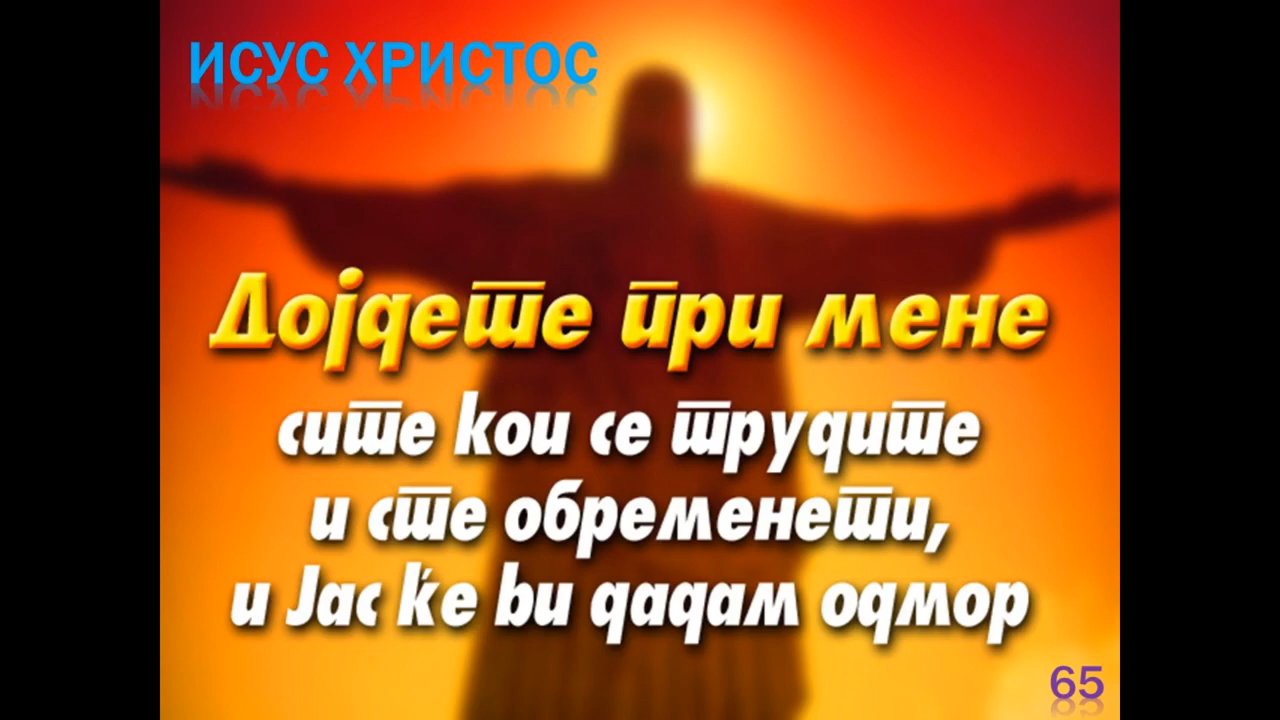 ИСУС ХРИСТОС
Дојдете при мене
сите кои се трудите
и сте обременети,
и Јас ќе ви дадам одмор
65